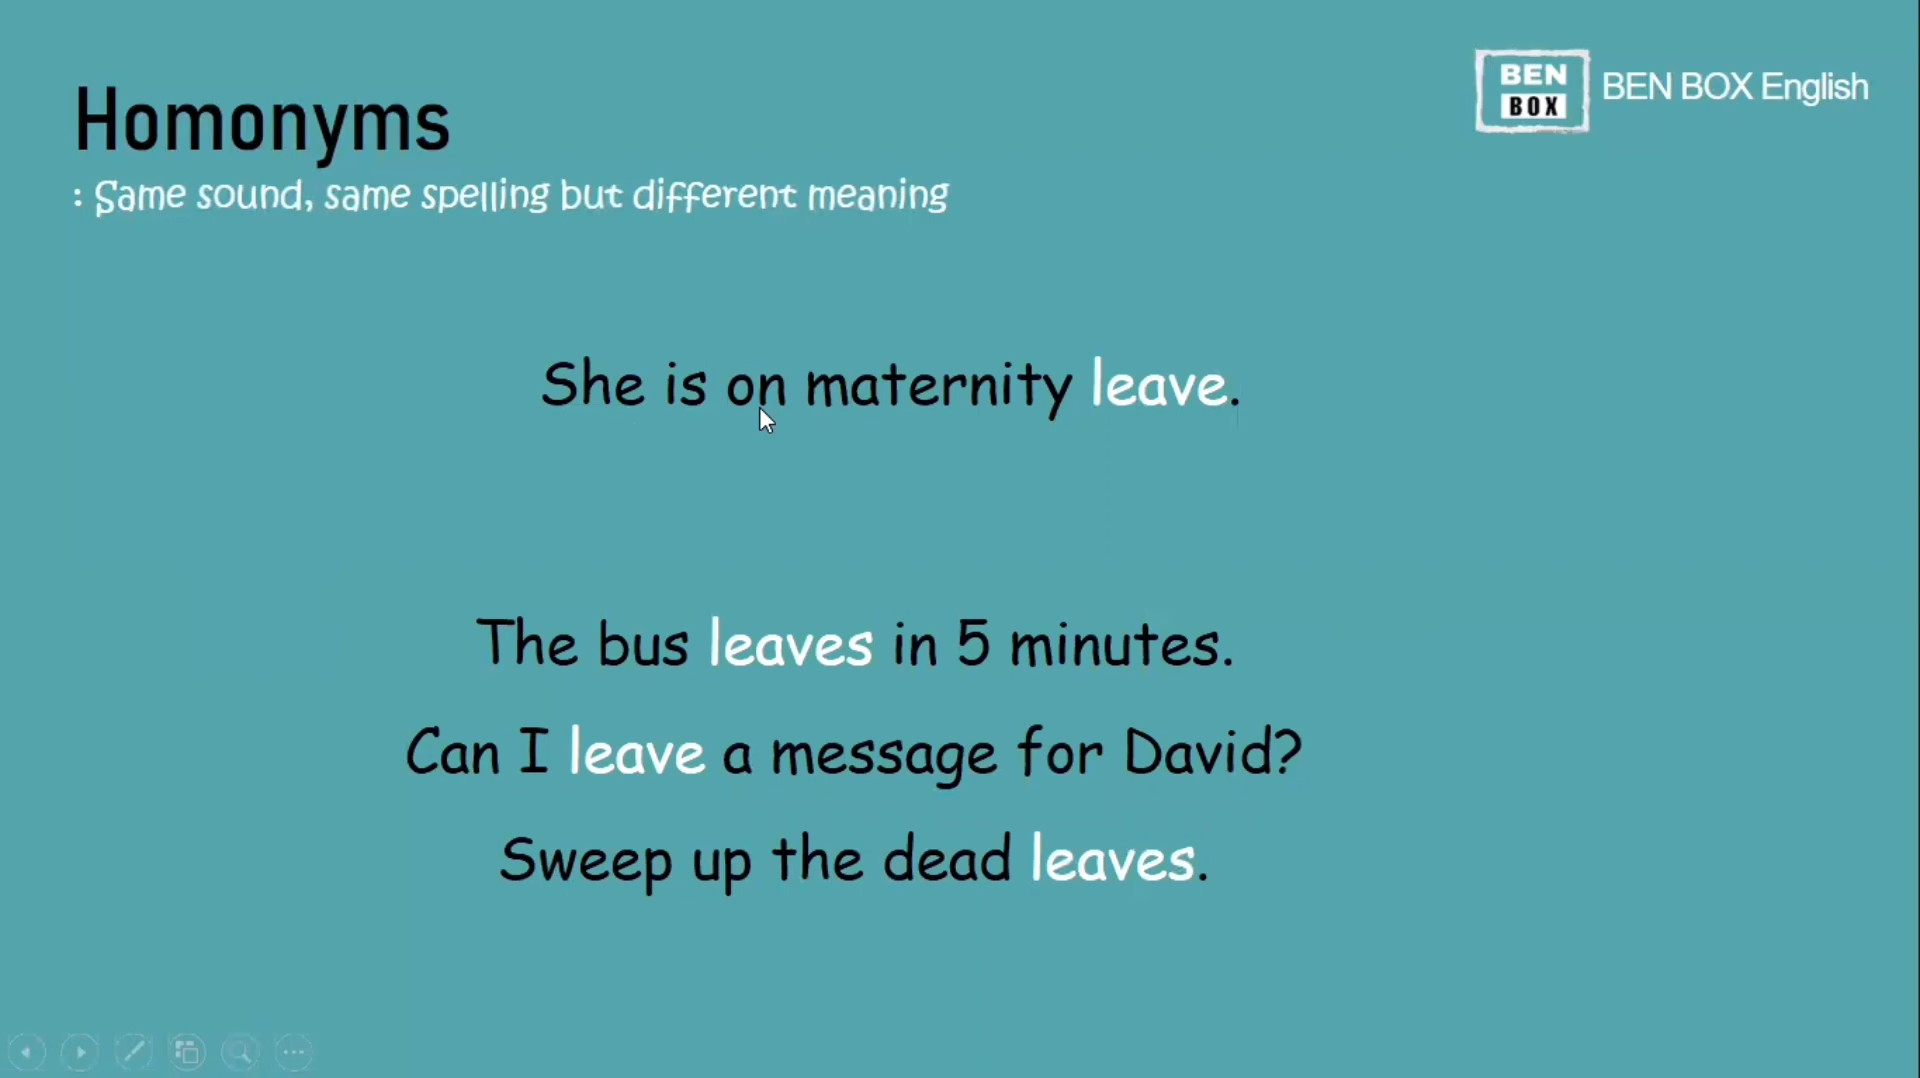 BEN
BOX
BEN BOX English
Homonyms
: Same sound, same spelling but different meaning
She is on maternity leave.
The bus leaves in 5 minutes.
Can I leave a message for David?
Sweep up the dead leaves.